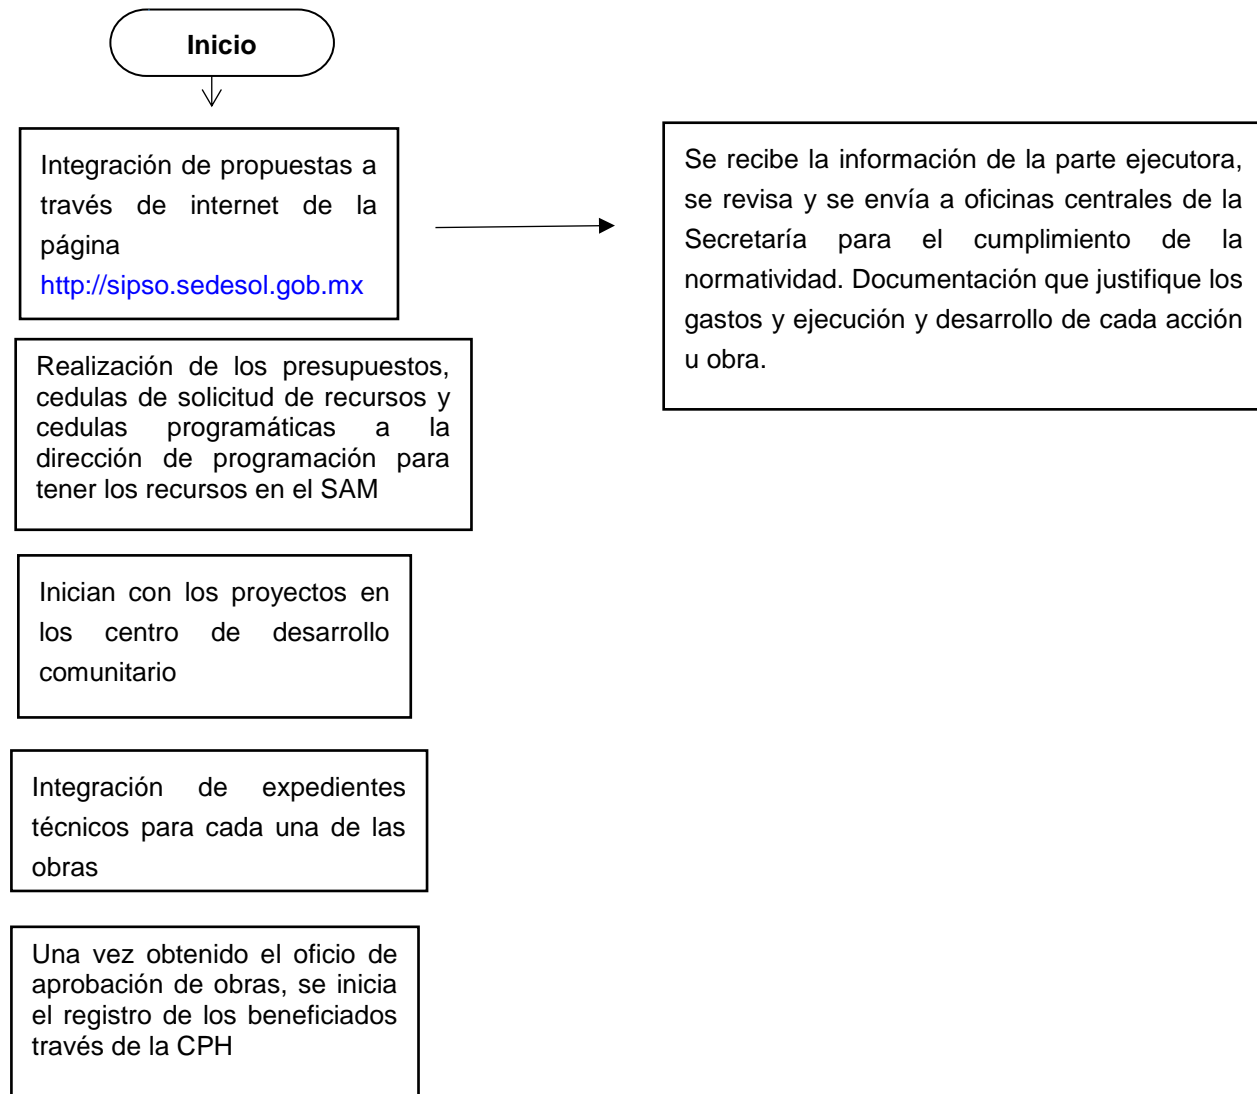 Inicio
Integración de propuestas a
través de internet de la
página
http://sipso.sedesol.gob.mx
Se recibe la información de la parte ejecutora,
se revisa y se envía a oficinas centrales de la
Secretaría para el cumplimiento de la
normatividad. Documentación que justifique los
gastos y ejecución y desarrollo de cada acción
u obra.
Realización de los presupuestos,
cedulas de solicitud de recursos y
cedulas programáticas a la
dirección de programación para
tener los recursos en el SAM
Inician con los proyectos en
los centro de desarrollo
comunitario
Integración de expedientes
técnicos para cada una de las
obras
Una vez obtenido el oficio de
aprobación de obras, se inicia
el registro de los beneficiados
través de la CPH